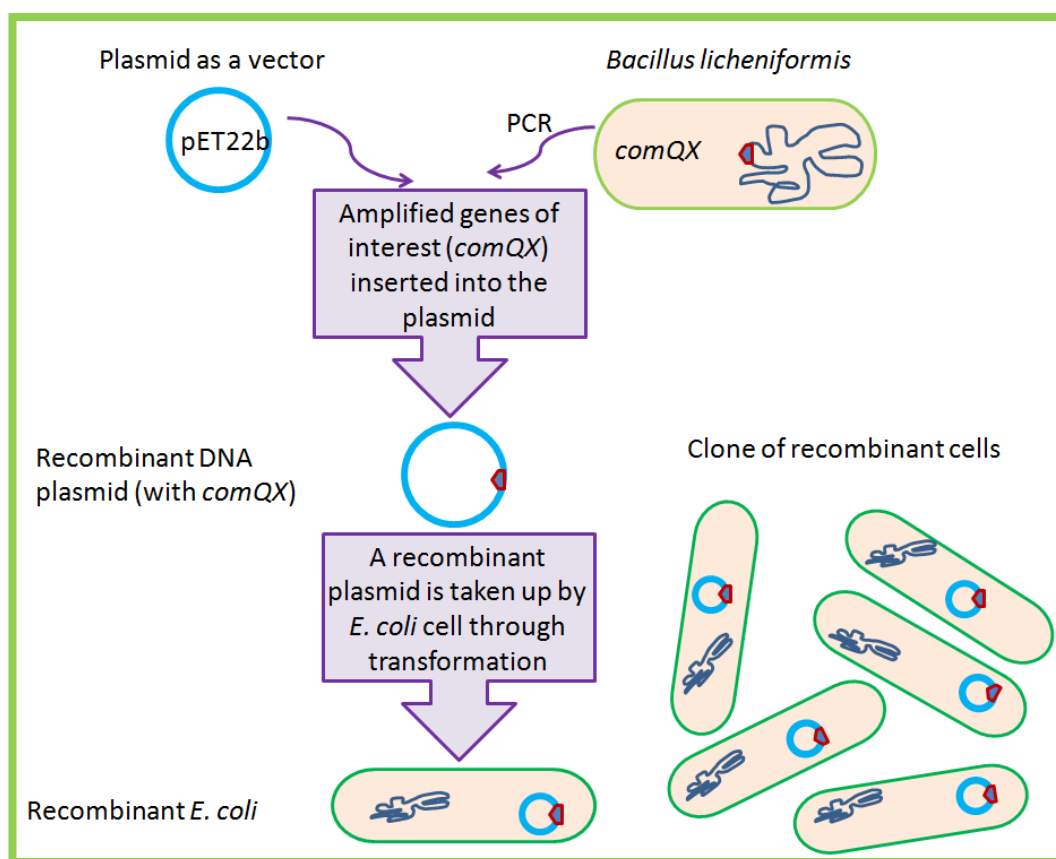 Plasmid as a vector
Bacillus licheniformis
pET22b
PCR
comQX
Amplified genes of
interest (comQX)
inserted into the
plasmid
Recombinant DNA
plasmid (with comQX)
Clone of recombinant cells
A recombinant
plasmid is taken up by
E. coli cell through
transformation
Recombinant E. coli